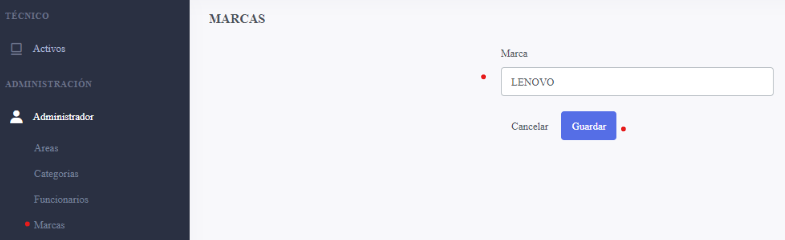 TÉCNICO
Activos
ADMINISTRACIÓN
Administrador
Areas
Categorias
Funcionarios
Marcas
MARCAS
Marca
LENOVO
Cancelar Guardar